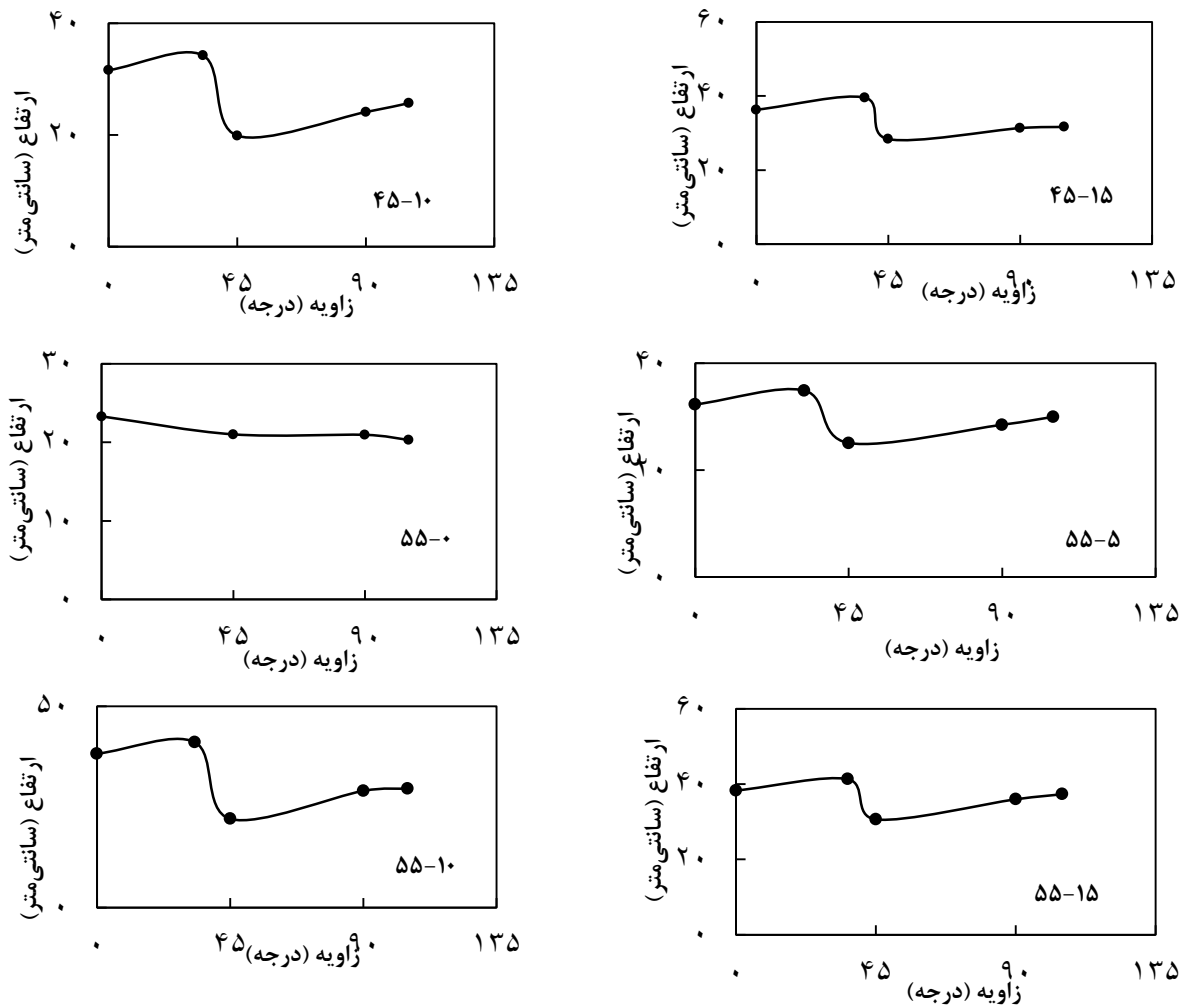 ۴۰
۲۰
۰
ارتفاع (سانتی‌متر)
۴۵-۱۰
۰ ۴۵ ۹۰ ۱۳۵
زاویه (درجه)
۶۰
۴۰
۲۰
۰
ارتفاع (سانتی‌متر)
۴۵-۱۵
۰ ۴۵ ۹۰ ۱۳۵
زاویه (درجه)
۳۰
۲۰
۱۰
۰
ارتفاع (سانتی‌متر)
۵۵-۰
۰ ۴۵ ۹۰ ۱۳۵
زاویه (درجه)
۴۰
۲۰
۰
ارتفاع (سانتی‌متر)
۵۵-۵
۰ ۴۵ ۹۰ ۱۳۵
زاویه (درجه)
۵۰
۰
ارتفاع (سانتی‌متر)
۵۵-۱۰
۰ ۴۵ ۹۰ ۱۳۵
زاویه (درجه)
۶۰
۴۰
۲۰
۰
ارتفاع (سانتی‌متر)
۵۵-۱۵
۰ ۴۵ ۹۰ ۱۳۵
زاویه (درجه)